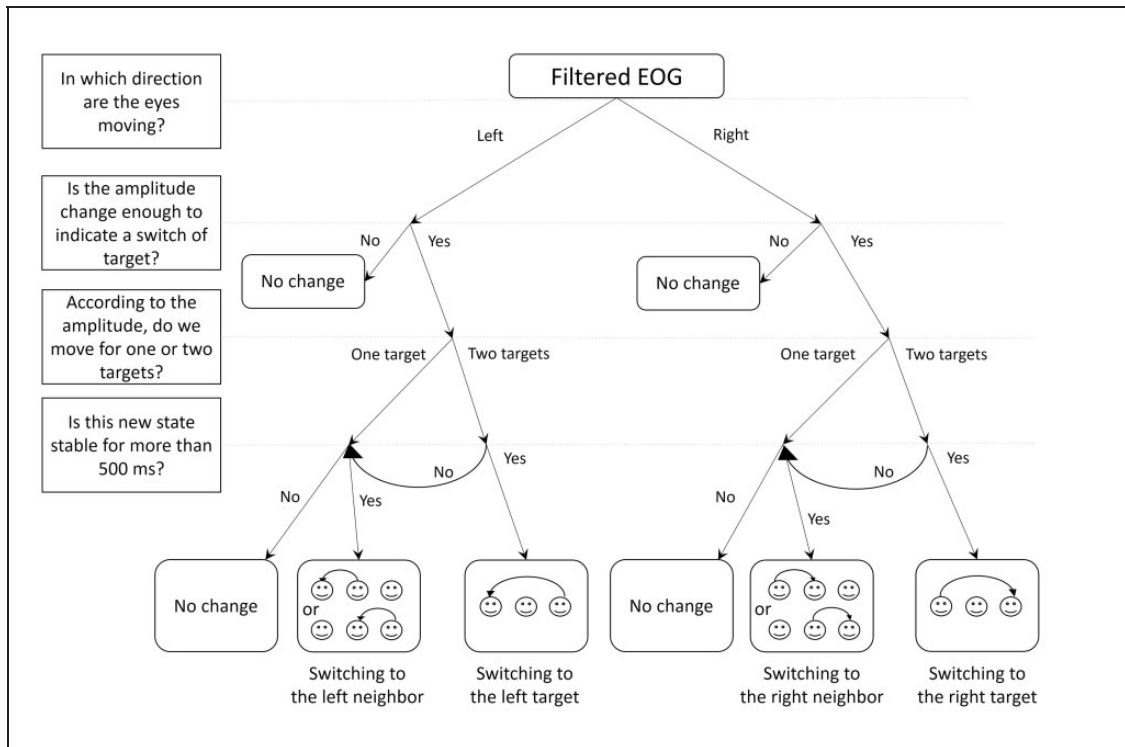 In which direction
are the eyes
moving?
Filtered EOG
Left
Right
Is the amplitude
change enough to
indicate a switch of
target?
No
Yes
No
Yes
No change
No change
According to the
amplitude, do we
move for one or two
targets?
One target
Two targets
One target
Two targets
Is this new state
stable for more than
500 ms?
No
Yes
No
Yes
No
Yes
No
Yes
No change
or
No change
or
Switching to
the left neighbor
Switching to
the left target
Switching to
the right neighbor
Switching to
the right target